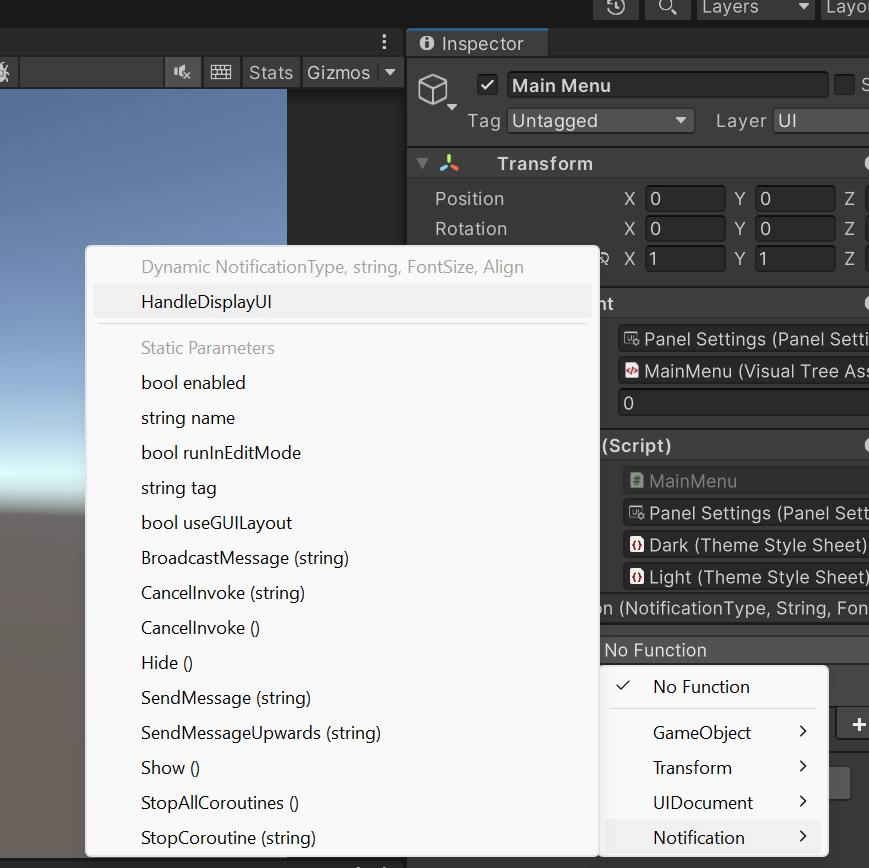 Layers
Layou
Inspector
Stats
Gizmos
Main Menu
S
Tag
Untagged
Layer
UI
Transform
Position
X
0
Y
0
Z
Rotation
X
0
Y
0
Z
X
1
Y
1
Z
nt
Panel Settings (Panel Setti
MainMenu (Visual Tree Ass
0
(Script)
MainMenu
Panel Settings (Panel Sett
Dark (Theme Style Sheet)
Light (Theme Style Sheet)
on (NotificationType, String, Fon
No Function
Dynamic NotificationType, string, FontSize, Align
HandleDisplayUI
Static Parameters
bool enabled
string name
bool runInEditMode
string tag
bool useGUILayout
BroadcastMessage (string)
CancelInvoke (string)
CancelInvoke ()
Hide ()
SendMessage (string)
SendMessageUpwards (string)
Show ()
StopAllCoroutines ()
StopCoroutine (string)
No Function
GameObject
Transform
UIDocument
Notification